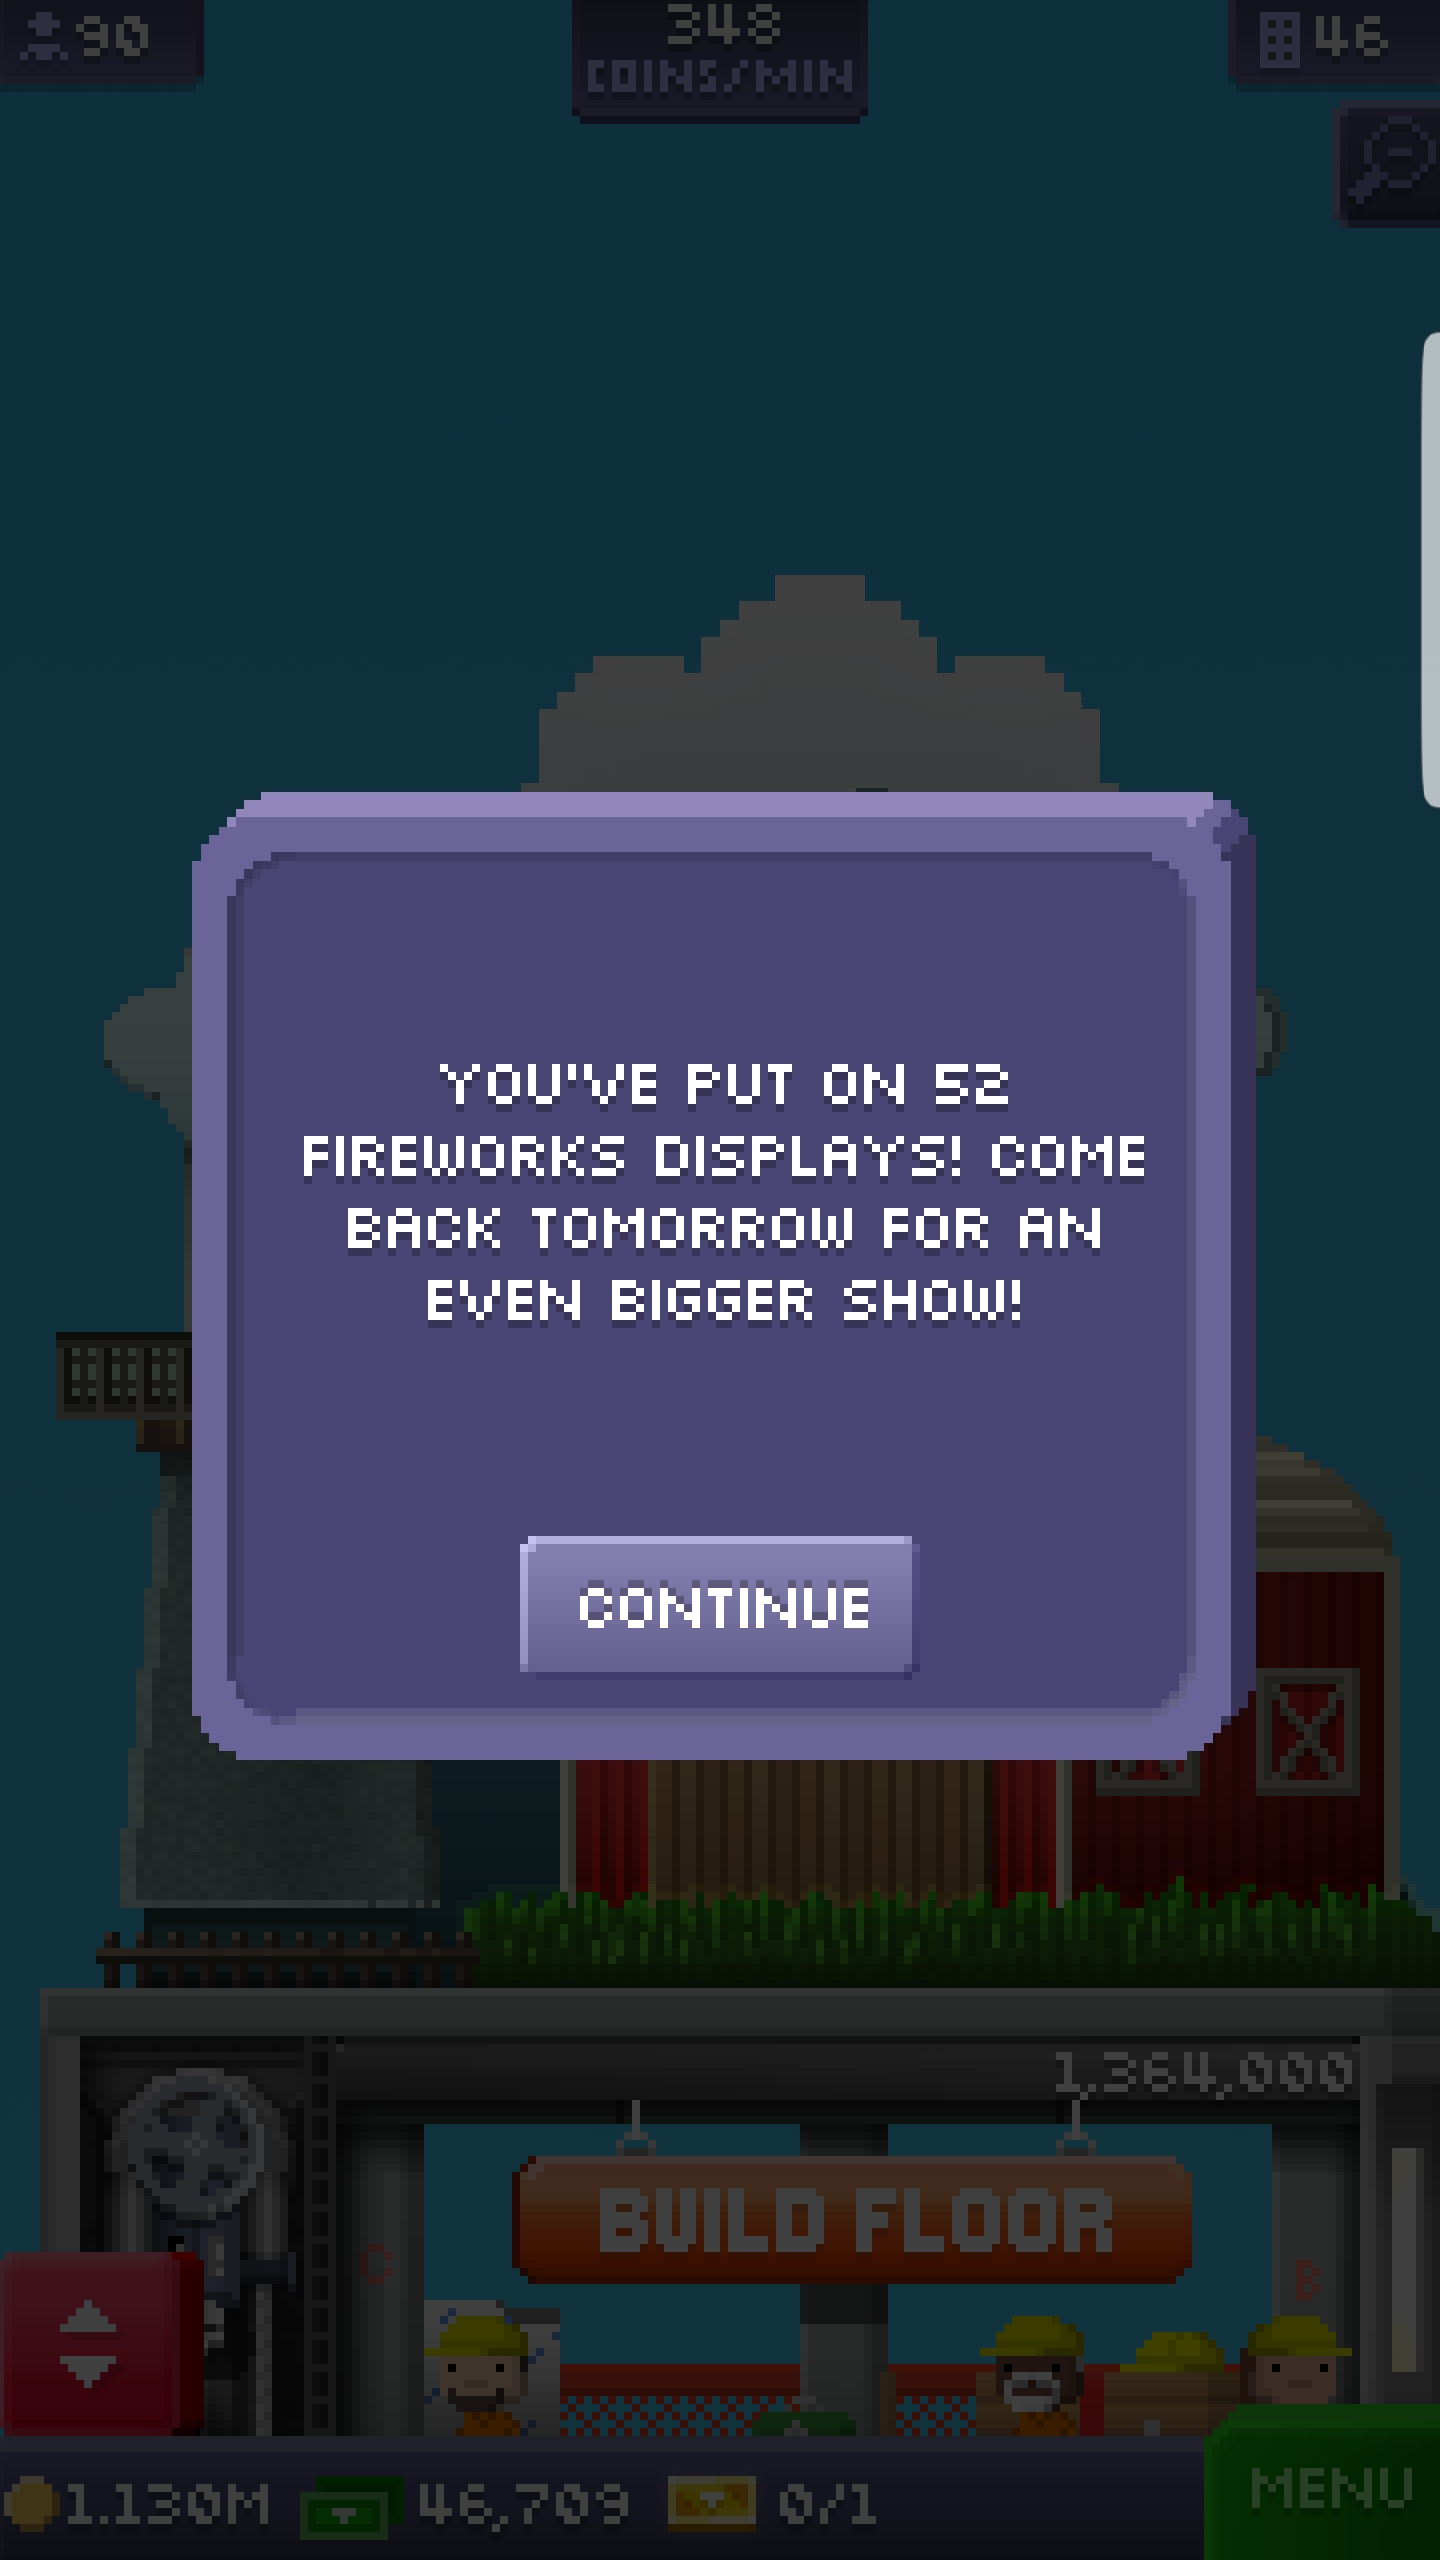 90
348
COINS/MIN
46
YOU'VE PUT ON 52
FIREWORKS DISPLAYS! COME
BACK TOMORROW FOR AN
EVEN BIGGER SHOW!
CONTINUE
1,364,000
BUILD FLOOR
C
B
1.130M
46,709
0/1
MENU